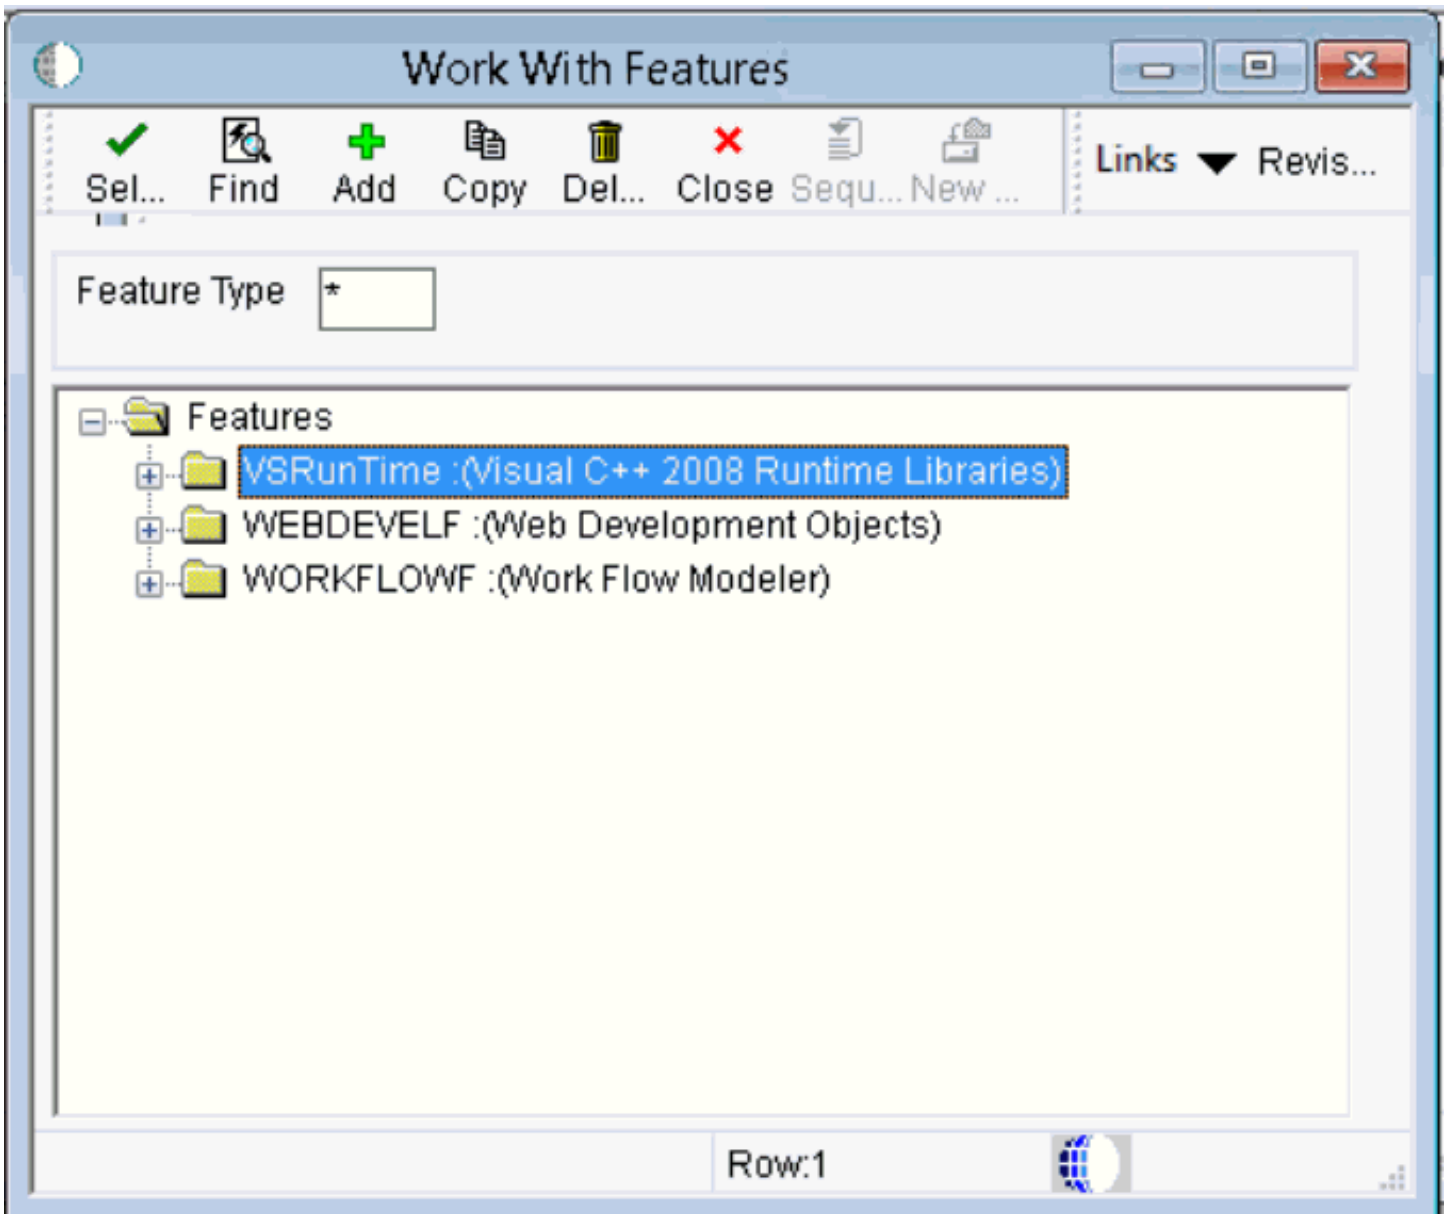 Work With Features
Sel... Find Add Copy Del... Close Sequ... New ... Links Revis...
Feature Type *
Features
VSRunTime :(Visual C++ 2008 Runtime Libraries)
WEBDEVELF :(Web Development Objects)
WORKFLOWF :(Work Flow Modeler)
Row:1